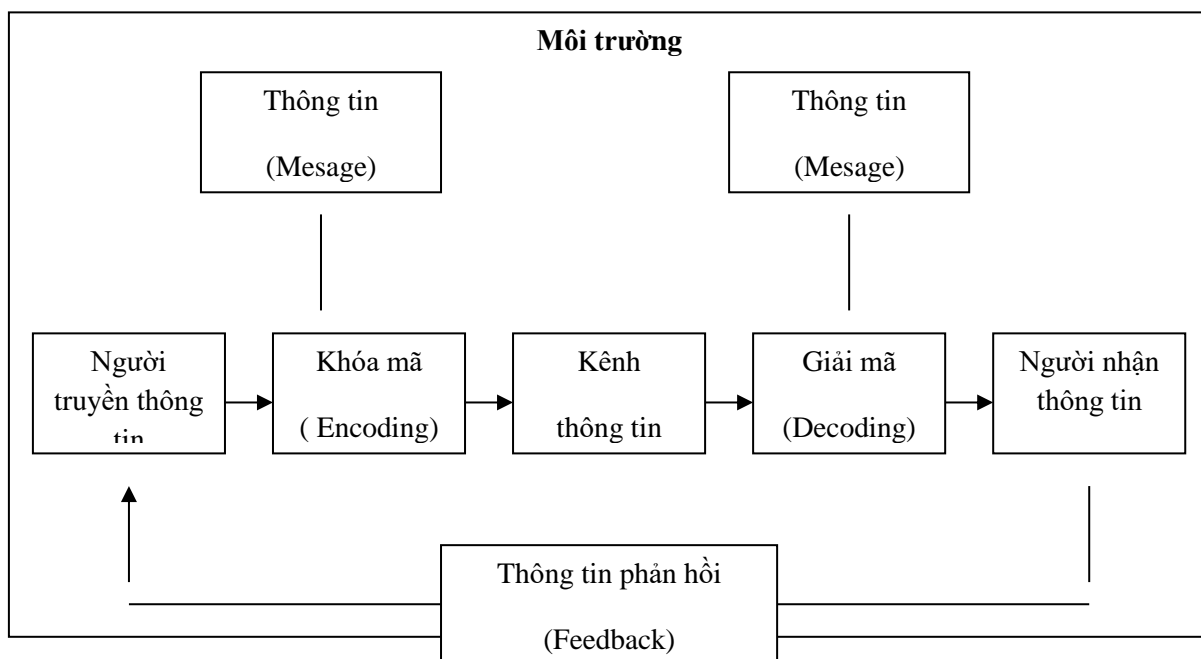 Môi trường
Thông tin
(Mesage)
Thông tin
(Mesage)
Người
truyền thông
tin
Khóa mã
( Encoding)
Kênh
thông tin
Giải mã
(Decoding)
Người nhận
thông tin
Thông tin phản hồi
(Feedback)